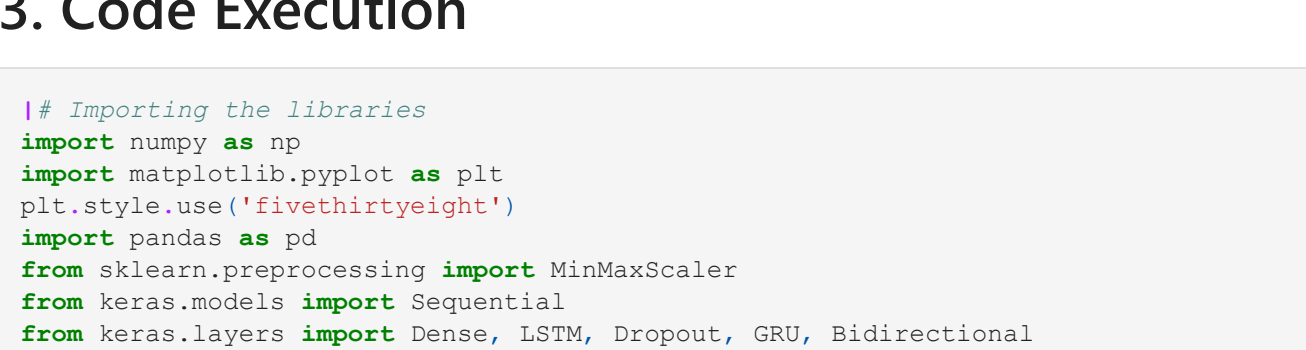 3. Code Execution
|# Importing the libraries
import numpy as np
import matplotlib.pyplot as plt
plt.style.use('fivethirtyeight')
import pandas as pd
from sklearn.preprocessing import MinMaxScaler
from keras.models import Sequential
from keras.layers import Dense, LSTM, Dropout, GRU, Bidirectional